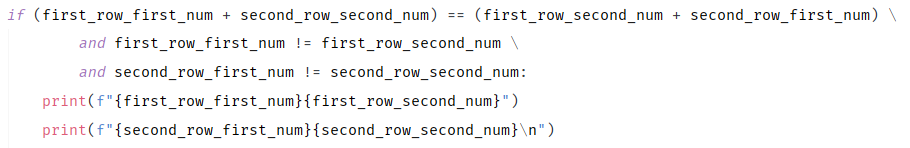 if (first_row_first_num + second_row_second_num) == (first_row_second_num + second_row_first_num) \
and first_row_first_num != first_row_second_num \
and second_row_first_num != second_row_second_num:
print(f"{first_row_first_num}{first_row_second_num}")
print(f"{second_row_first_num}{second_row_second_num}\n")